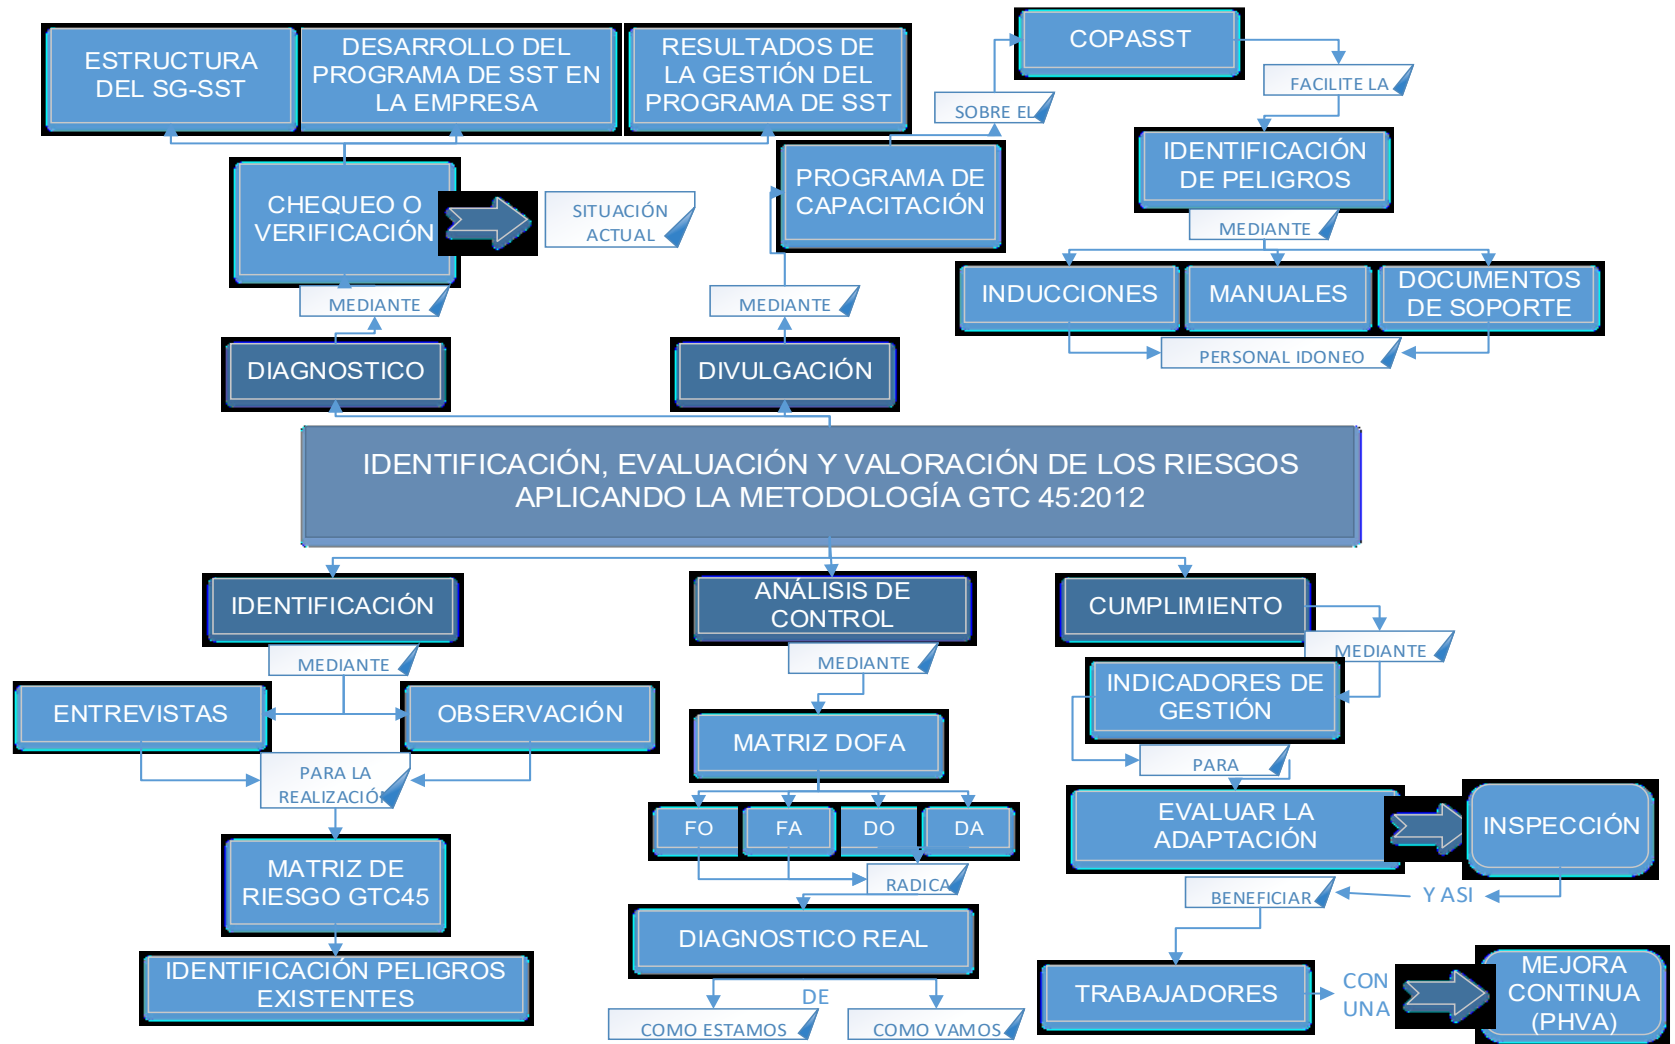 ESTRUCTURA
DEL SG-SST
DESARROLLO DEL
PROGRAMA DE SST EN
LA EMPRESA
RESULTADOS DE
LA GESTIÓN DEL
PROGRAMA DE SST
COPASST
FACILITE LA
SOBRE EL
IDENTIFICACIÓN
DE PELIGROS
PROGRAMA DE
CAPACITACIÓN
CHEQUEO O
VERIFICACIÓN
SITUACIÓN
ACTUAL
MEDIANTE
INDUCCIONES
MANUALES
DOCUMENTOS
DE SOPORTE
MEDIANTE
MEDIANTE
PERSONAL IDONEO
DIAGNOSTICO
DIVULGACIÓN
IDENTIFICACIÓN, EVALUACIÓN Y VALORACIÓN DE LOS RIESGOS
APLICANDO LA METODOLOGÍA GTC 45:2012
IDENTIFICACIÓN
MEDIANTE
ENTREVISTAS
OBSERVACIÓN
PARA LA
REALIZACIÓN
MATRIZ DE
RIESGO GTC45
IDENTIFICACIÓN PELIGROS
EXISTENTES
ANÁLISIS DE
CONTROL
MEDIANTE
MATRIZ DOFA
FO
FA
DO
DA
RADICA
DIAGNOSTICO REAL
DE
COMO ESTAMOS
COMO VAMOS
CUMPLIMIENTO
MEDIANTE
INDICADORES DE
GESTIÓN
PARA
EVALUAR LA
ADAPTACIÓN
INSPECCIÓN
Y ASI
BENEFICIAR
TRABAJADORES
CON
UNA
MEJORA
CONTINUA
(PHVA)